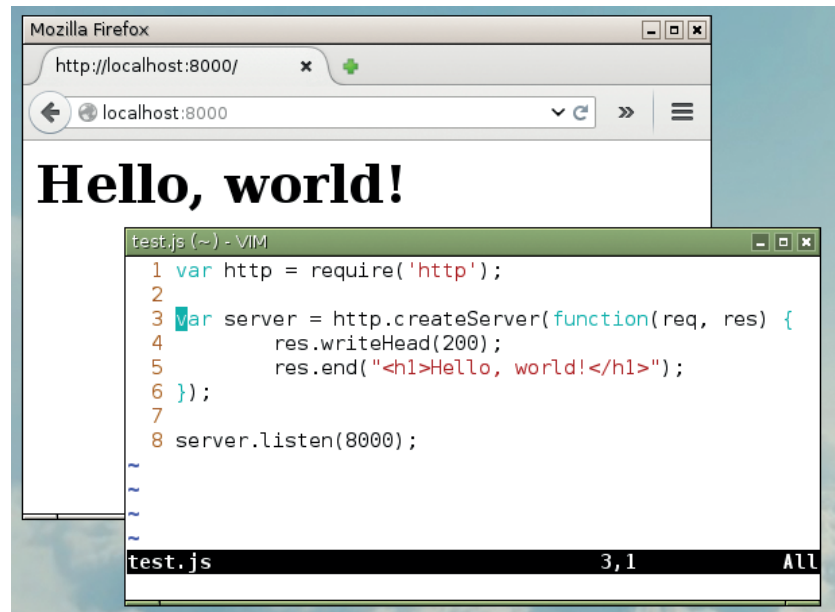 Mozilla Firefox
http://localhost:8000/
localhost:8000
Hello, world!
test.js (~) - VIM
1 var http = require('http');
2
3 var server = http.createServer(function(req, res) {
4         res.writeHead(200);
5         res.end("<h1>Hello, world!</h1>");
6 });
7
8 server.listen(8000);
~
~
~
~
test.js 3,1 All